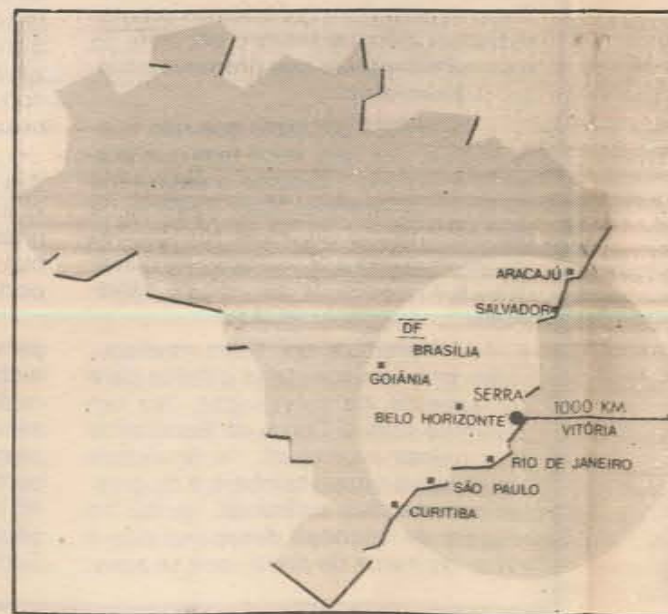 ARACAJÚ
SALVADOR
DF
BRASÍLIA
GOIÂNIA
SERRA
1000 KM
BELO HORIZONTE
VITÓRIA
RIO DE JANEIRO
SÃO PAULO
CURITIBA